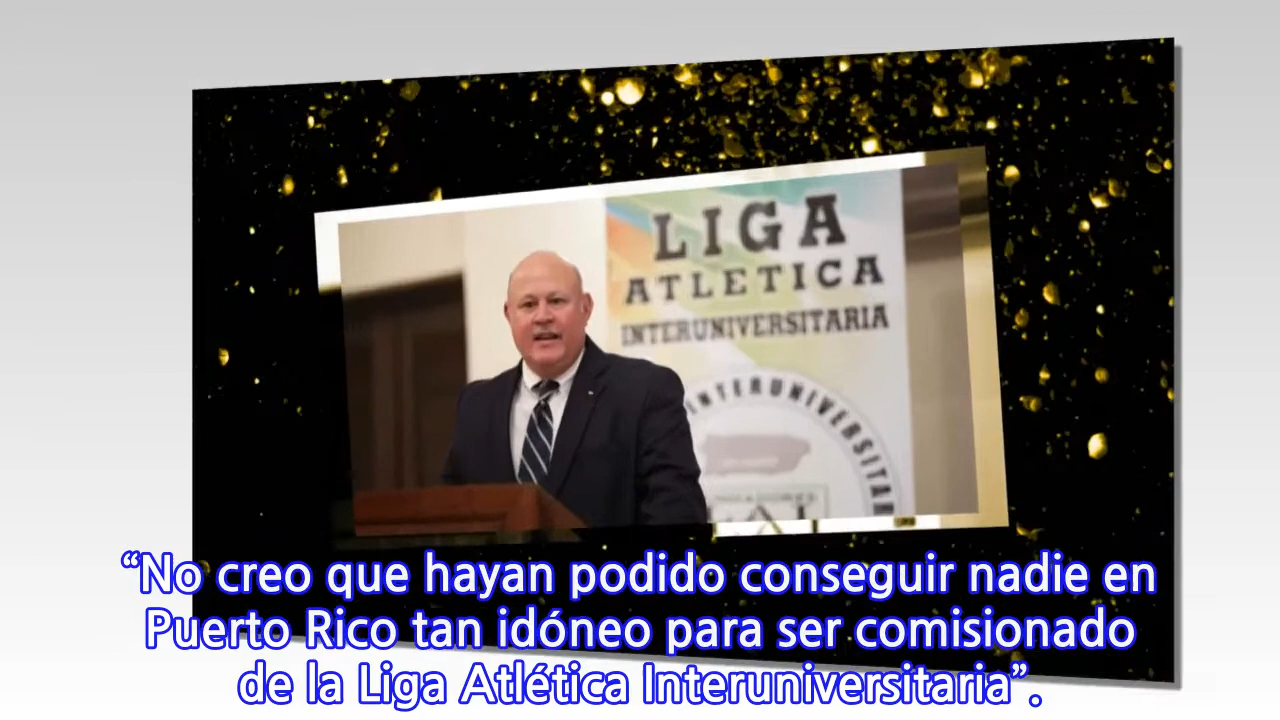 LIGA
ATLETICA
INTERUNIVERSITARIA
INTERUNIVERSITAR
“No creo que hayan podido conseguir nadie en
Puerto Rico tan idóneo para ser comisionado
de la Liga Atlética Interuniversitaria”.